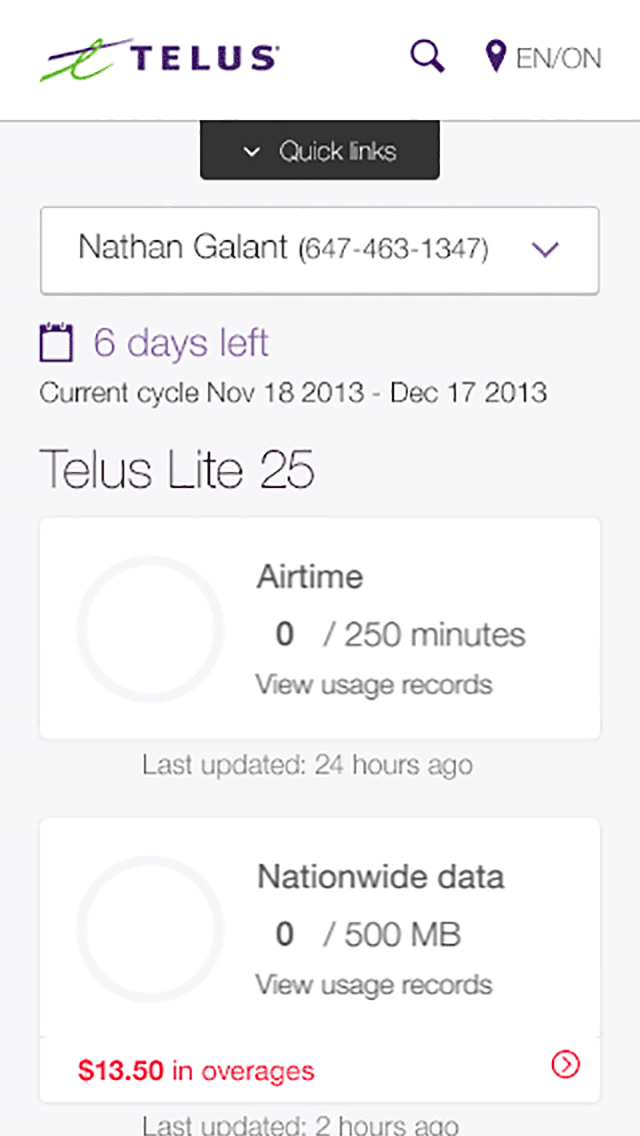 TELUS
EN/ON
Quick links
Nathan Galant (647-463-1347)
6 days left
Current cycle Nov 18 2013 - Dec 17 2013
Telus Lite 25
Airtime
0 / 250 minutes
View usage records
Last updated: 24 hours ago
Nationwide data
0 / 500 MB
View usage records
$13.50 in overages
Last updated: 2 hours ago